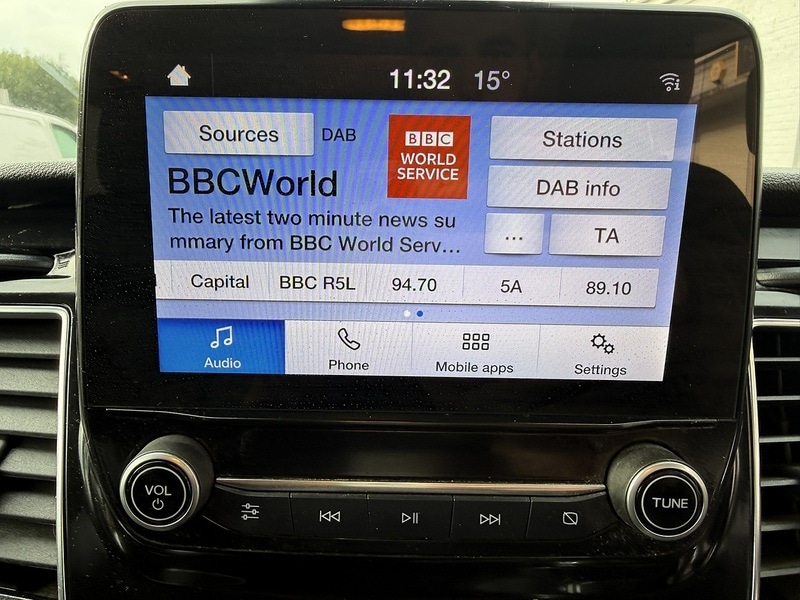 11:32 15°
Sources DAB
BBC
WORLD
SERVICE
Stations
BBCWorld
DAB info
The latest two minute news su
mmary from BBC World Serv...
... TA
Capital BBC R5L 94.70 5A 89.10
Audio Phone Mobile apps Settings
VOL
TUNE